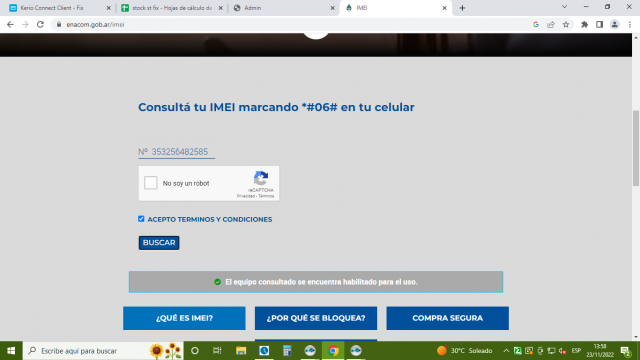 Kerio Connect Client - Fix
stock st fix - Hojas de cálculo de
Admin
IMEI
enacom.gob.ar/imei
Consultá tu IMEI marcando *#06# en tu celular
Nº 353256482585
No soy un robot
reCAPTCHA
Privacidad - Términos
ACEPTO TERMINOS Y CONDICIONES
BUSCAR
El equipo consultado se encuentra habilitado para el uso.
¿QUÉ ES IMEI?
¿POR QUÉ SE BLOQUEA?
COMPRA SEGURA
Escribe aquí para buscar
30°C Soleado
ESP
13:58
23/11/2022